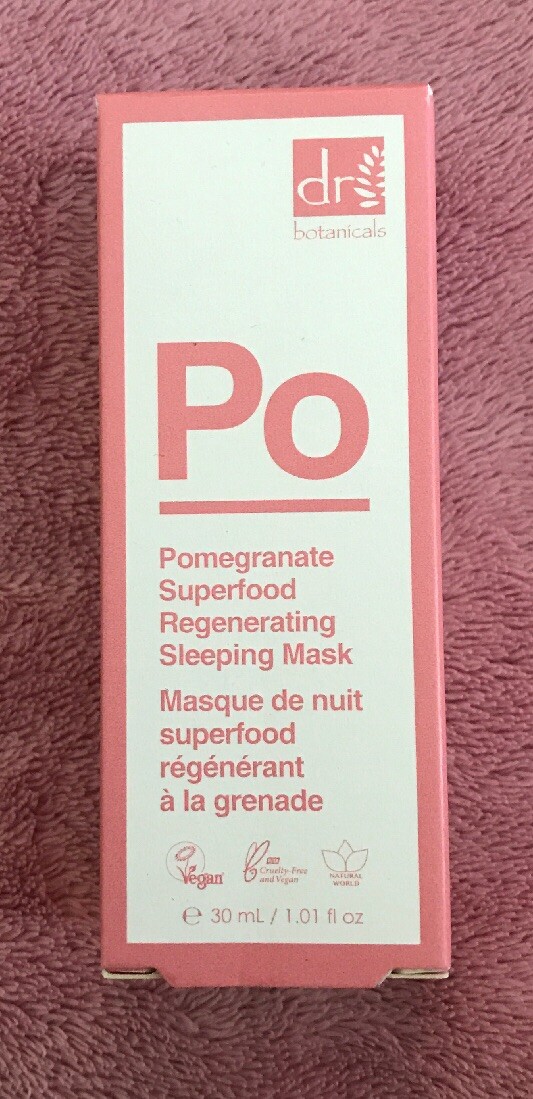 dr
botanicals
Po
Pomegranate
Superfood
Regenerating
Sleeping Mask
Masque de nuit
superfood
régénérant
à la grenade
Vegan
PETA
Cruelty-Free
and Vegan
NATURAL
WORLD
℮ 30 mL / 1.01 fl oz